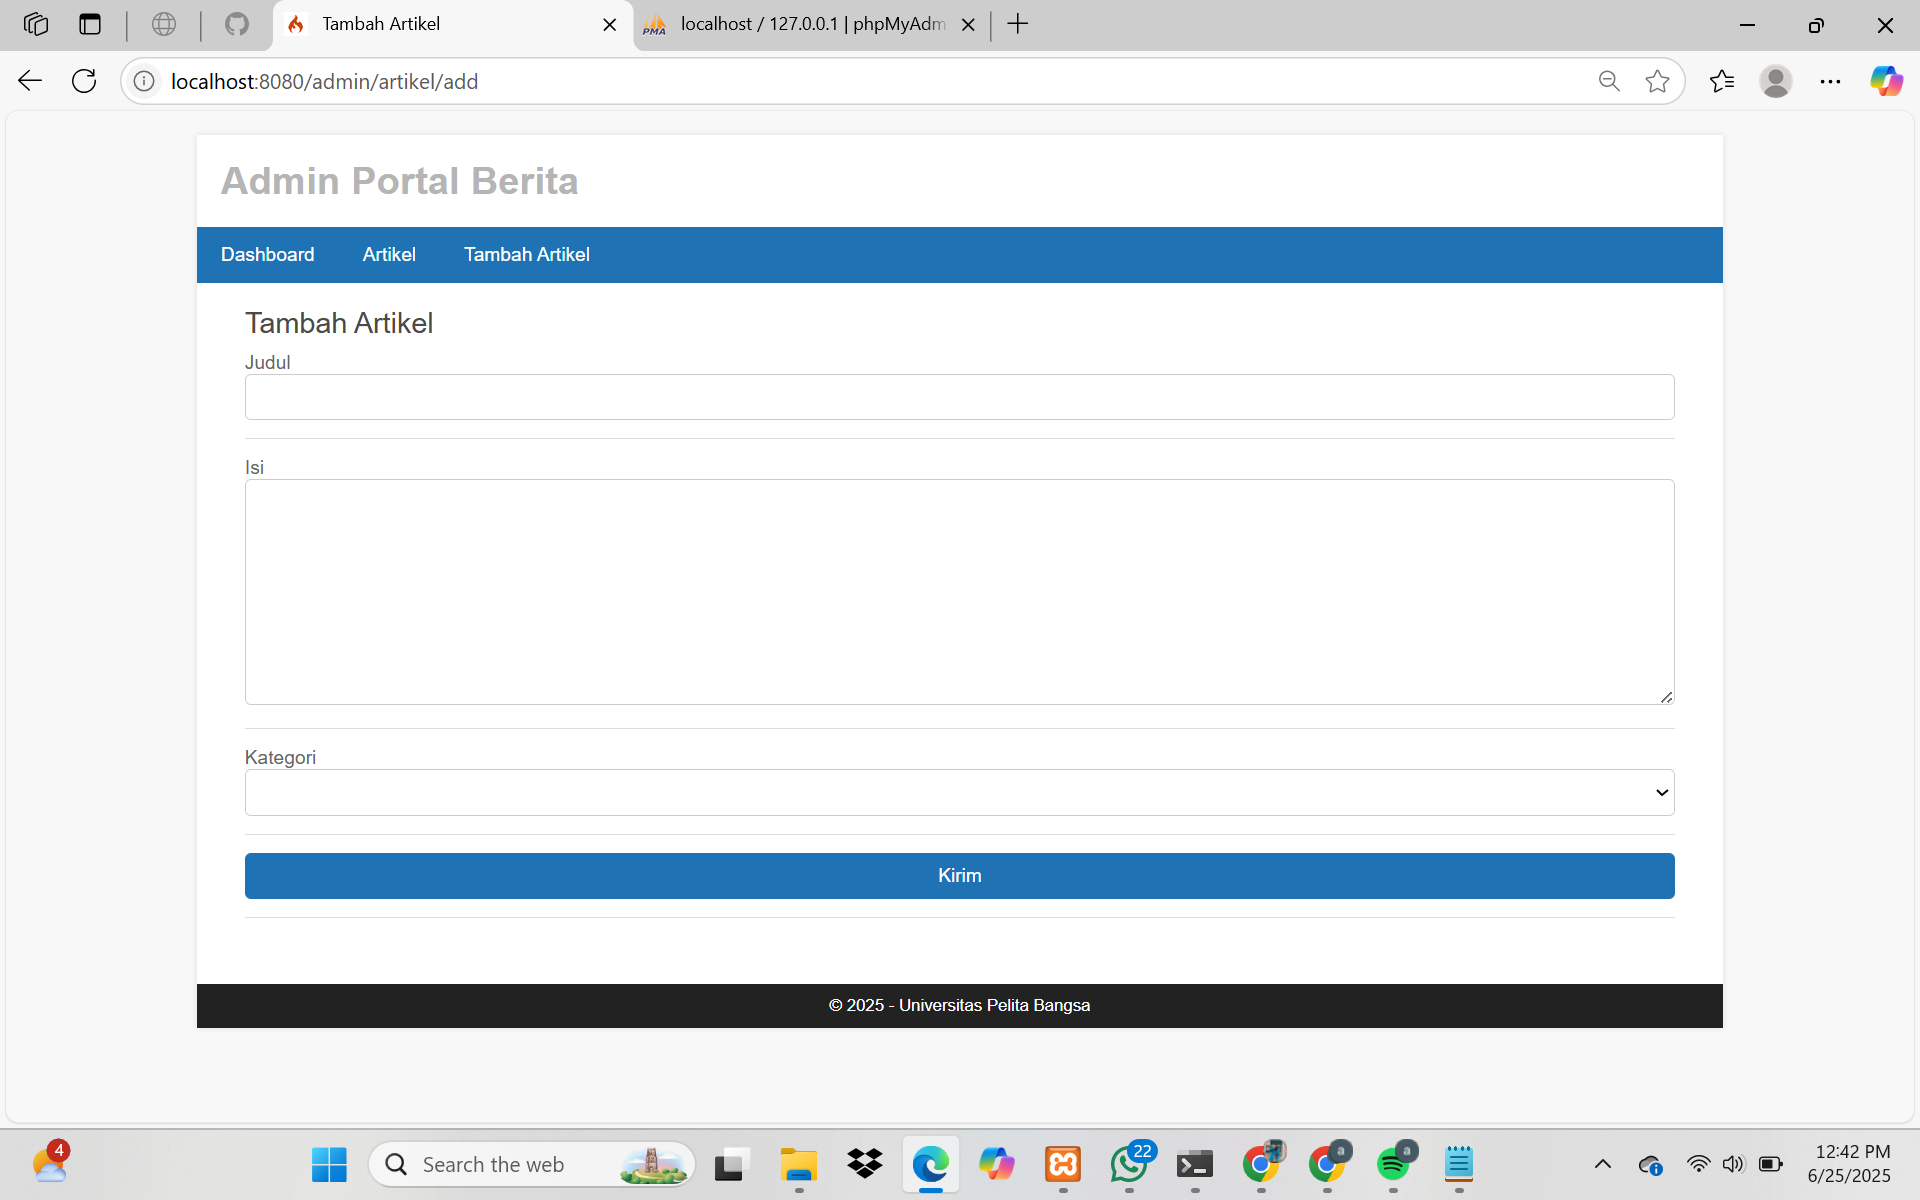 Tambah Artikel
localhost / 127.0.0.1 | phpMyAdm
localhost:8080/admin/artikel/add
Admin Portal Berita
Dashboard Artikel Tambah Artikel
Tambah Artikel
Judul
Isi
Kategori
Kirim
© 2025 - Universitas Pelita Bangsa
4
Search the web
22
a
a
12:42 PM
6/25/2025